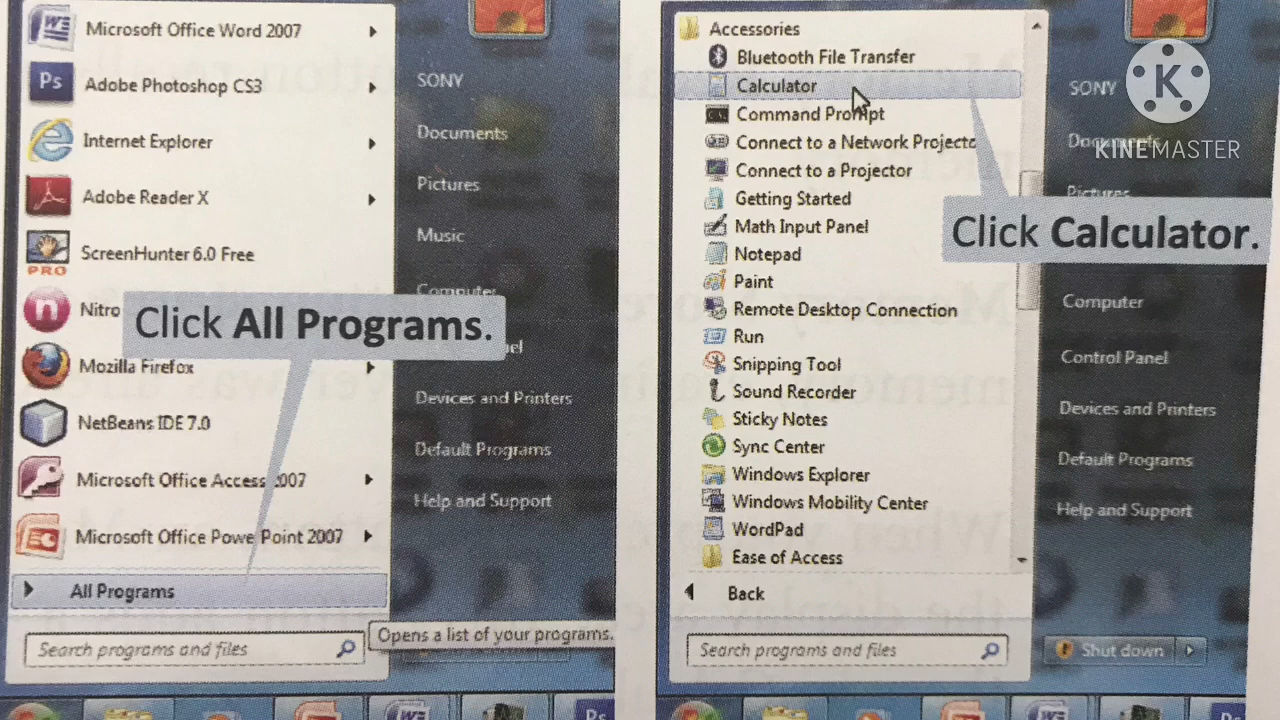 Microsoft Office Word 2007
Adobe Photoshop CS3
Internet Explorer
Adobe Reader X
ScreenHunter 6.0 Free
Nitro
Mozilla Firefox
NetBeans IDE 7.0
Microsoft Office Access 2007
Microsoft Office Powe Point 2007
All Programs
Search programs and files
Ps
PRO
n
SONY
Documents
Pictures
Music
Computer
Devices and Printers
Default Programs
Help and Support
Click All Programs.
Opens a list of your programs.
Ps
Accessories
Bluetooth File Transfer
Calculator
Command Prompt
Connect to a Network Projecto
Connect to a Projector
Getting Started
Math Input Panel
Notepad
Paint
Remote Desktop Connection
Run
Snipping Tool
Sound Recorder
Sticky Notes
Sync Center
Windows Explorer
Windows Mobility Center
WordPad
Ease of Access
Back
Search programs and files
SONY
Documents
Pictures
Click Calculator.
Computer
Control Panel
Devices and Printers
Default Programs
Help and Support
Shut down
K
KINEMASTER